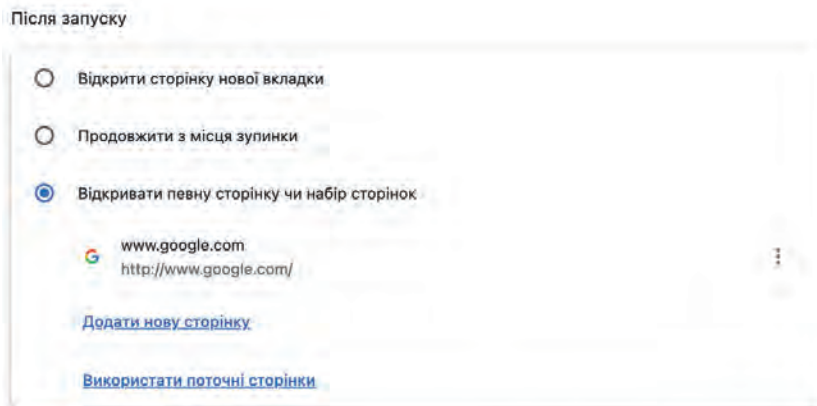 Після запуску
Відкрити сторінку нової вкладки
Продовжити з місця зупинки
Відкривати певну сторінку чи набір сторінок
www.google.com
http://www.google.com/
Додати нову сторінку
Використати поточні сторінки